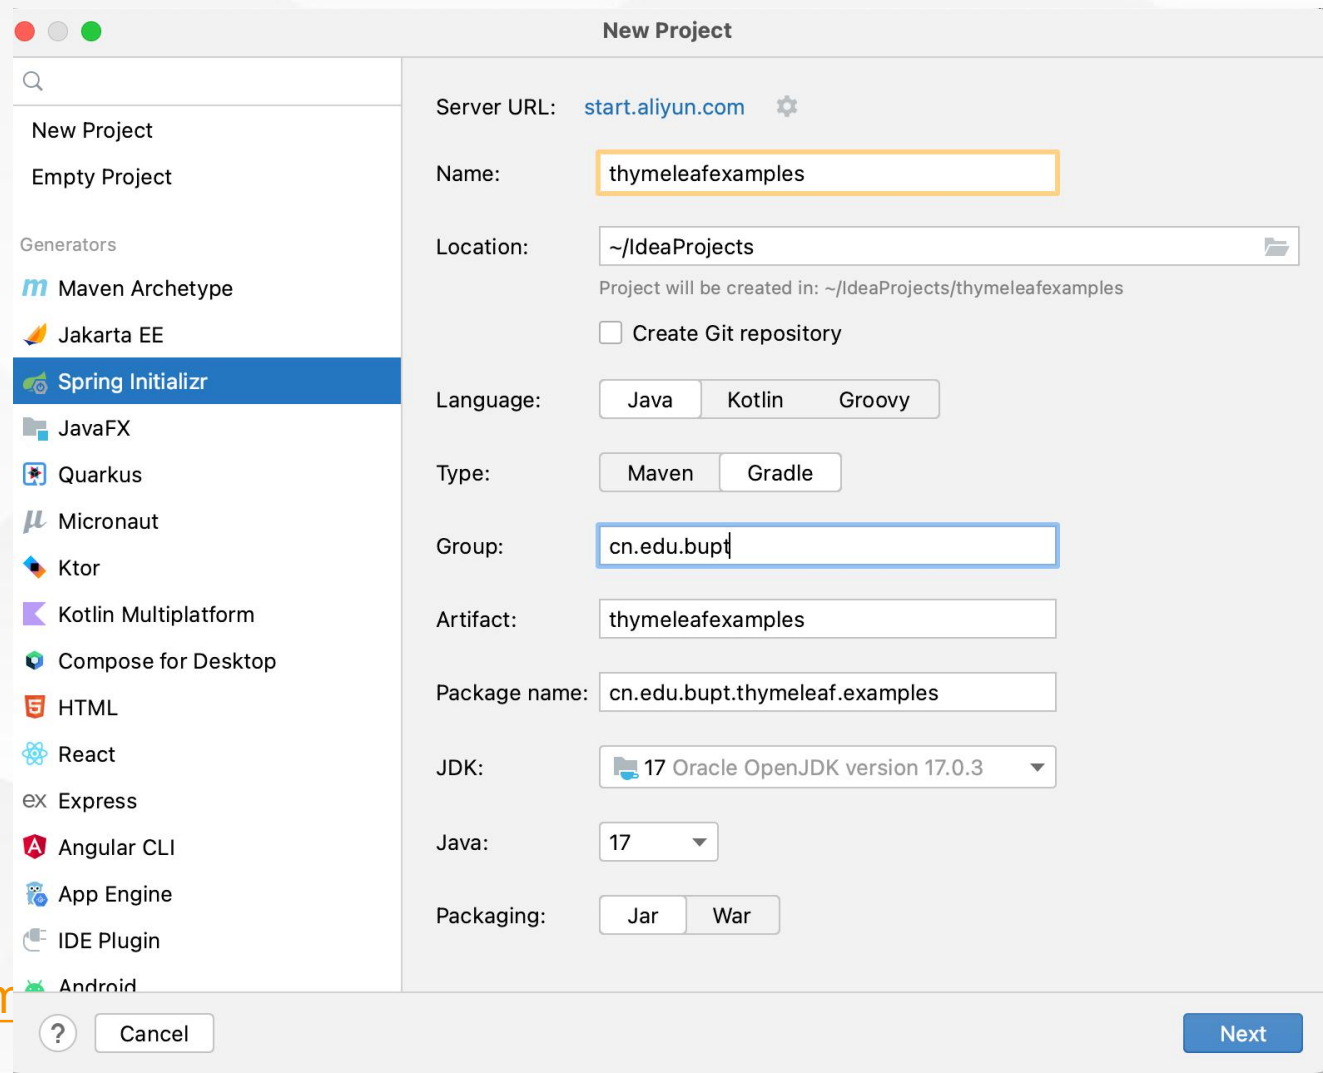 New Project
New Project
Empty Project
Generators
Maven Archetype
Jakarta EE
Spring Initializr
JavaFX
Quarkus
Micronaut
Ktor
Kotlin Multiplatform
Compose for Desktop
HTML
React
ex Express
Angular CLI
App Engine
IDE Plugin
Android
Server URL: start.aliyun.com
Name: thymeleafexamples
Location: ~/IdeaProjects
Project will be created in: ~/IdeaProjects/thymeleafexamples
Create Git repository
Language: Java Kotlin Groovy
Type: Maven Gradle
Group: cn.edu.bupt
Artifact: thymeleafexamples
Package name: cn.edu.bupt.thymeleaf.examples
JDK: 17 Oracle OpenJDK version 17.0.3
Java: 17
Packaging: Jar War
? Cancel Next